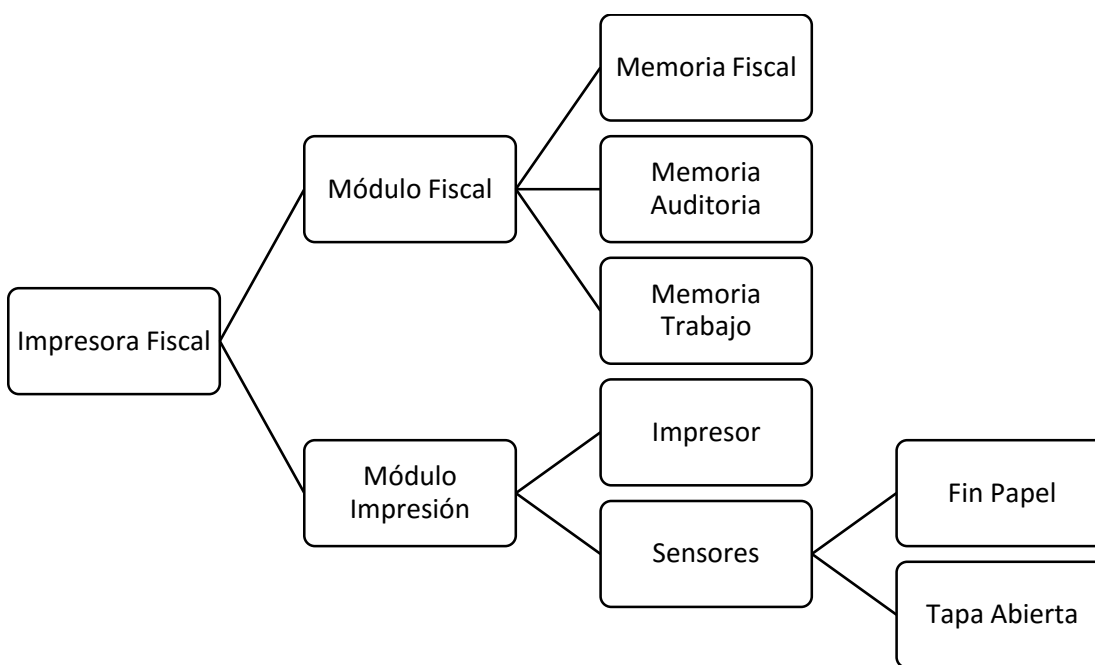 Memoria Fiscal
Módulo Fiscal
Memoria
Auditoria
Memoria
Trabajo
Impresora Fiscal
Impresor
Módulo
Impresión
Sensores
Fin Papel
Tapa Abierta